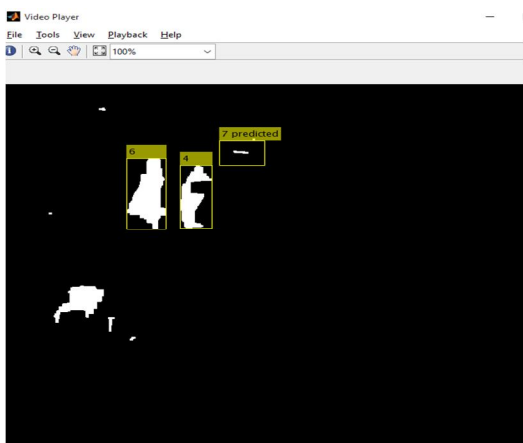 Video Player
File Tools View Playback Help
100%
7 predicted
6
4